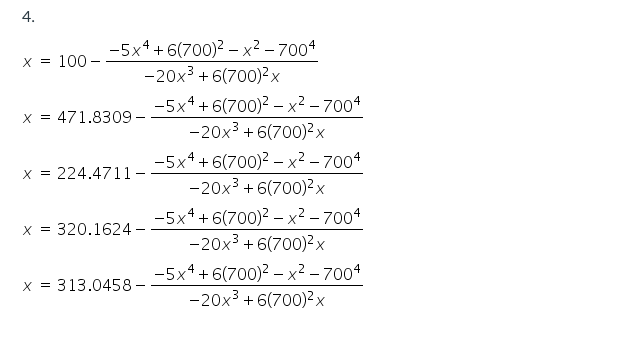 4.
x = 100 − (−5x⁴ + 6(700)² − x² − 700⁴)/(−20x³ + 6(700)²x)
x = 471.8309 − (−5x⁴ + 6(700)² − x² − 700⁴)/(−20x³ + 6(700)²x)
x = 224.4711 − (−5x⁴ + 6(700)² − x² − 700⁴)/(−20x³ + 6(700)²x)
x = 320.1624 − (−5x⁴ + 6(700)² − x² − 700⁴)/(−20x³ + 6(700)²x)
x = 313.0458 − (−5x⁴ + 6(700)² − x² − 700⁴)/(−20x³ + 6(700)²x)